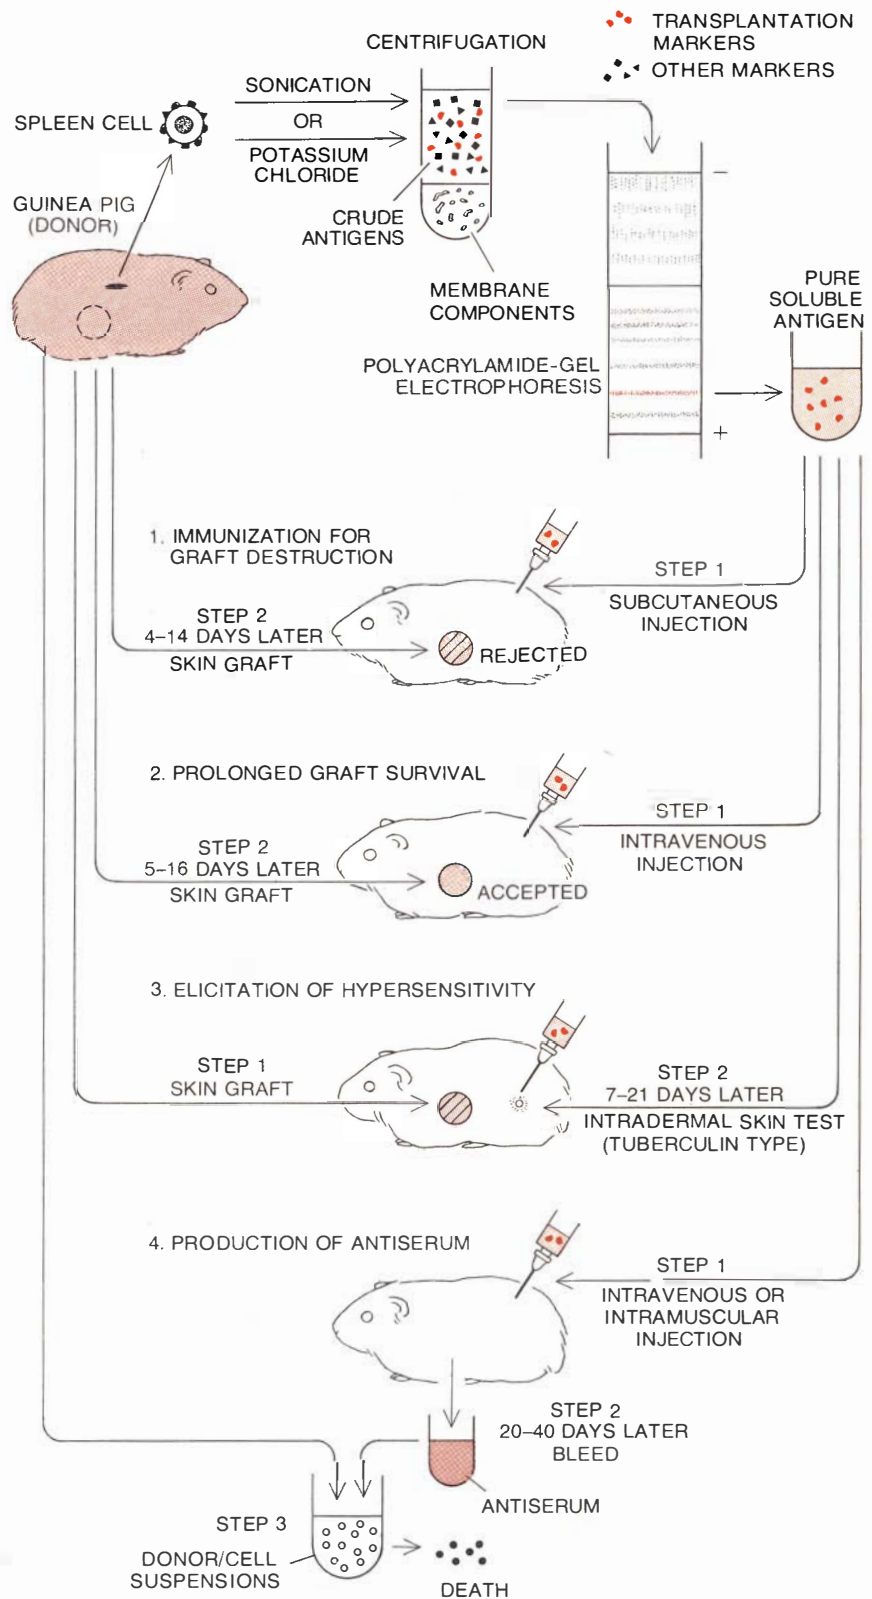 TRANSPLANTATION
MARKERS
OTHER MARKERS
CENTRIFUGATION
SPLEEN CELL
SONICATION
OR
POTASSIUM
CHLORIDE
GUINEA PIG
(DONOR)
CRUDE
ANTIGENS
MEMBRANE
COMPONENTS
−
PURE
SOLUBLE
ANTIGEN
POLYACRYLAMIDE-GEL
ELECTROPHORESIS
+
1. IMMUNIZATION FOR
GRAFT DESTRUCTION
STEP 1
SUBCUTANEOUS
INJECTION
STEP 2
4–14 DAYS LATER
SKIN GRAFT
REJECTED
2. PROLONGED GRAFT SURVIVAL
STEP 1
INTRAVENOUS
INJECTION
STEP 2
5–16 DAYS LATER
SKIN GRAFT
ACCEPTED
3. ELICITATION OF HYPERSENSITIVITY
STEP 1
SKIN GRAFT
STEP 2
7–21 DAYS LATER
INTRADERMAL SKIN TEST
(TUBERCULIN TYPE)
4. PRODUCTION OF ANTISERUM
STEP 1
INTRAVENOUS OR
INTRAMUSCULAR
INJECTION
STEP 2
20–40 DAYS LATER
BLEED
ANTISERUM
STEP 3
DONOR/CELL
SUSPENSIONS
DEATH